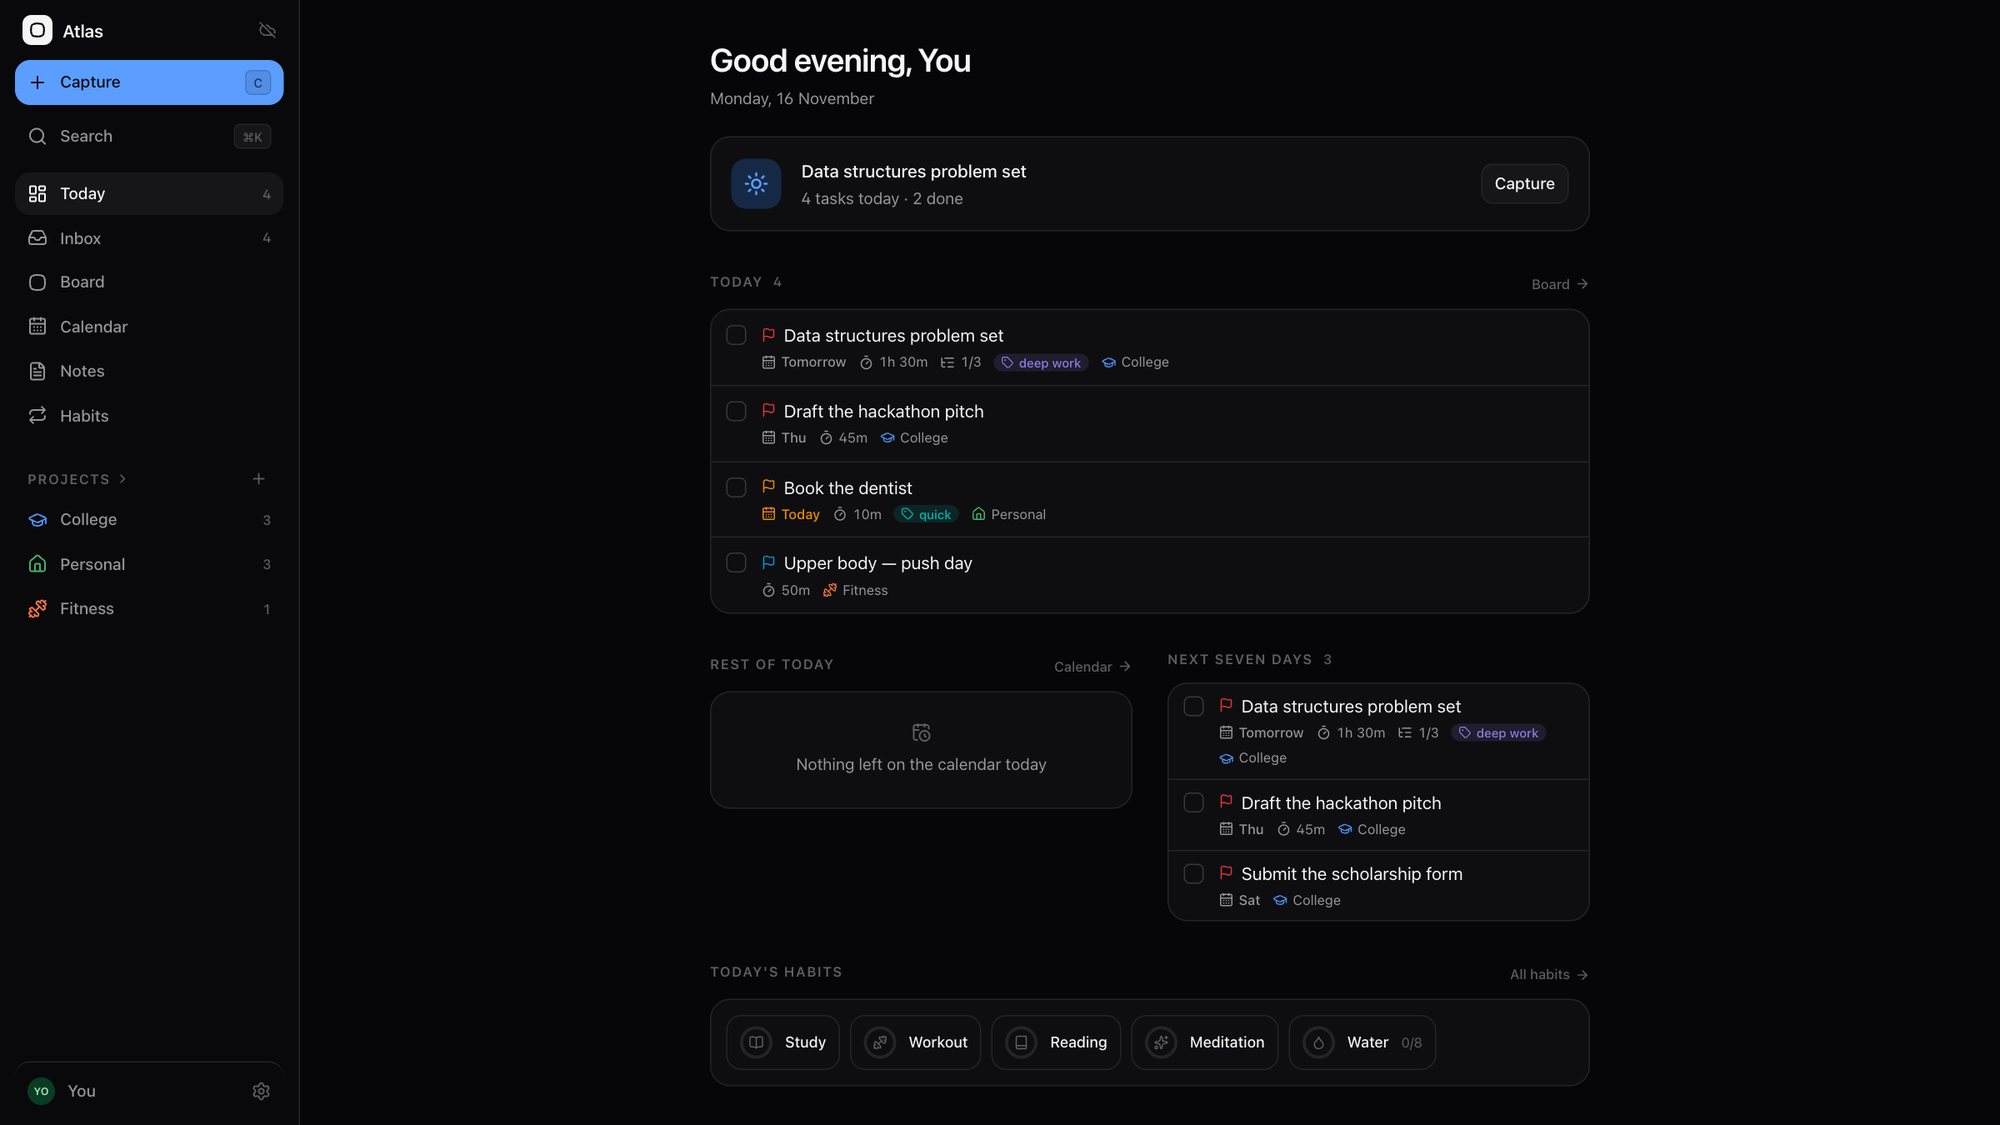 Atlas
Capture C
Search ⌘K
Today 4
Inbox 4
Board
Calendar
Notes
Habits
PROJECTS
College 3
Personal 3
Fitness 1
YO You
Good evening, You
Monday, 16 November
Data structures problem set
4 tasks today · 2 done
Capture
TODAY 4
Board →
Data structures problem set
Tomorrow 1h 30m 1/3 deep work College
Draft the hackathon pitch
Thu 45m College
Book the dentist
Today 10m quick Personal
Upper body — push day
50m Fitness
REST OF TODAY
Calendar →
Nothing left on the calendar today
NEXT SEVEN DAYS 3
Data structures problem set
Tomorrow 1h 30m 1/3 deep work
College
Draft the hackathon pitch
Thu 45m College
Submit the scholarship form
Sat College
TODAY'S HABITS
All habits →
Study Workout Reading Meditation Water 0/8